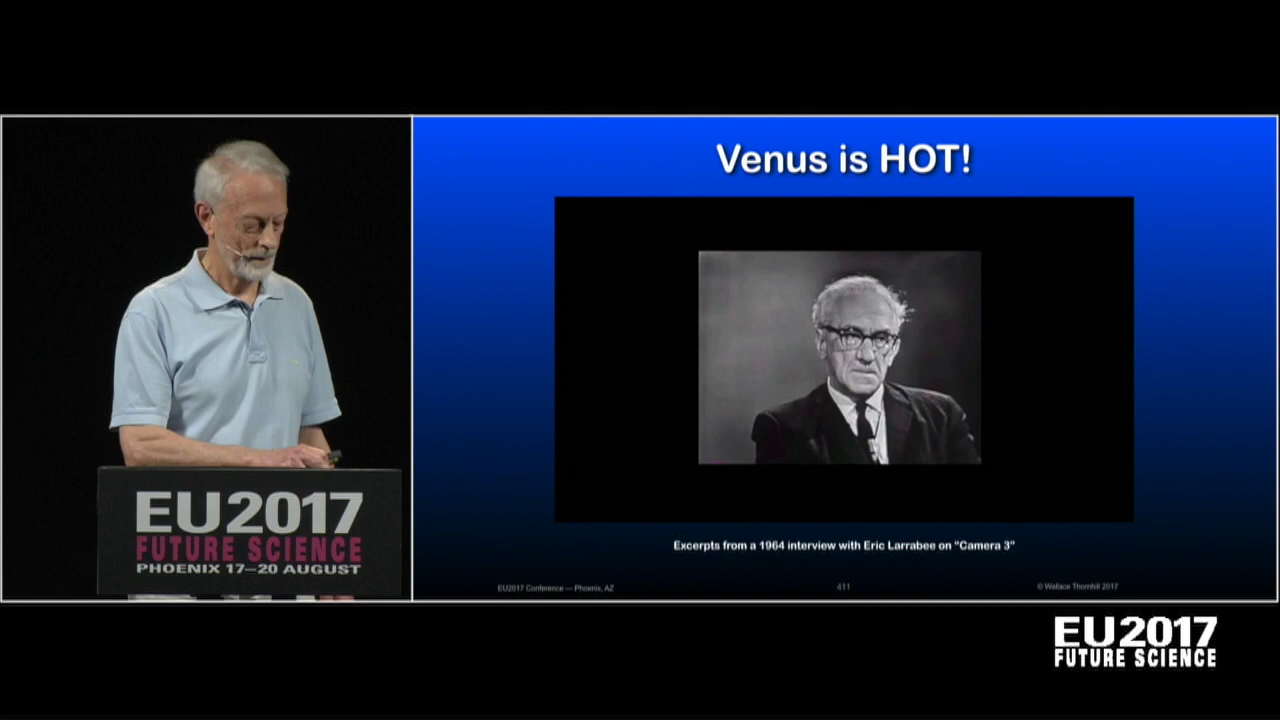 Venus is HOT!
Excerpts from a 1964 interview with Eric Larrabee on "Camera 3"
EU2017 Conference — Phoenix, AZ
411
© Wallace Thornhill 2017
EU2017
FUTURE SCIENCE
PHOENIX 17–20 AUGUST
EU2017
FUTURE SCIENCE